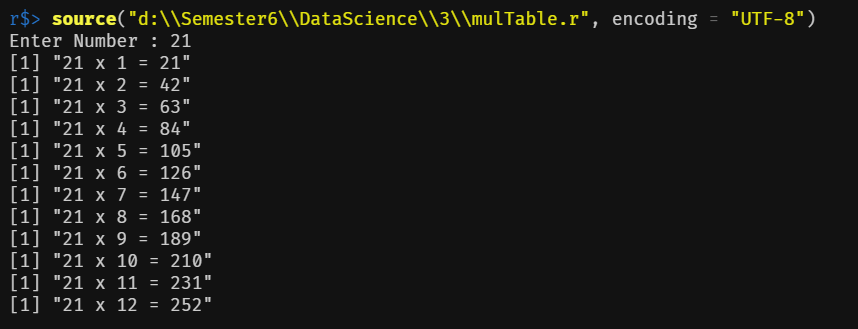 r$> source("d:\\Semester6\\DataScience\\3\\mulTable.r", encoding = "UTF-8")
Enter Number : 21
[1] "21 x 1 = 21"
[1] "21 x 2 = 42"
[1] "21 x 3 = 63"
[1] "21 x 4 = 84"
[1] "21 x 5 = 105"
[1] "21 x 6 = 126"
[1] "21 x 7 = 147"
[1] "21 x 8 = 168"
[1] "21 x 9 = 189"
[1] "21 x 10 = 210"
[1] "21 x 11 = 231"
[1] "21 x 12 = 252"